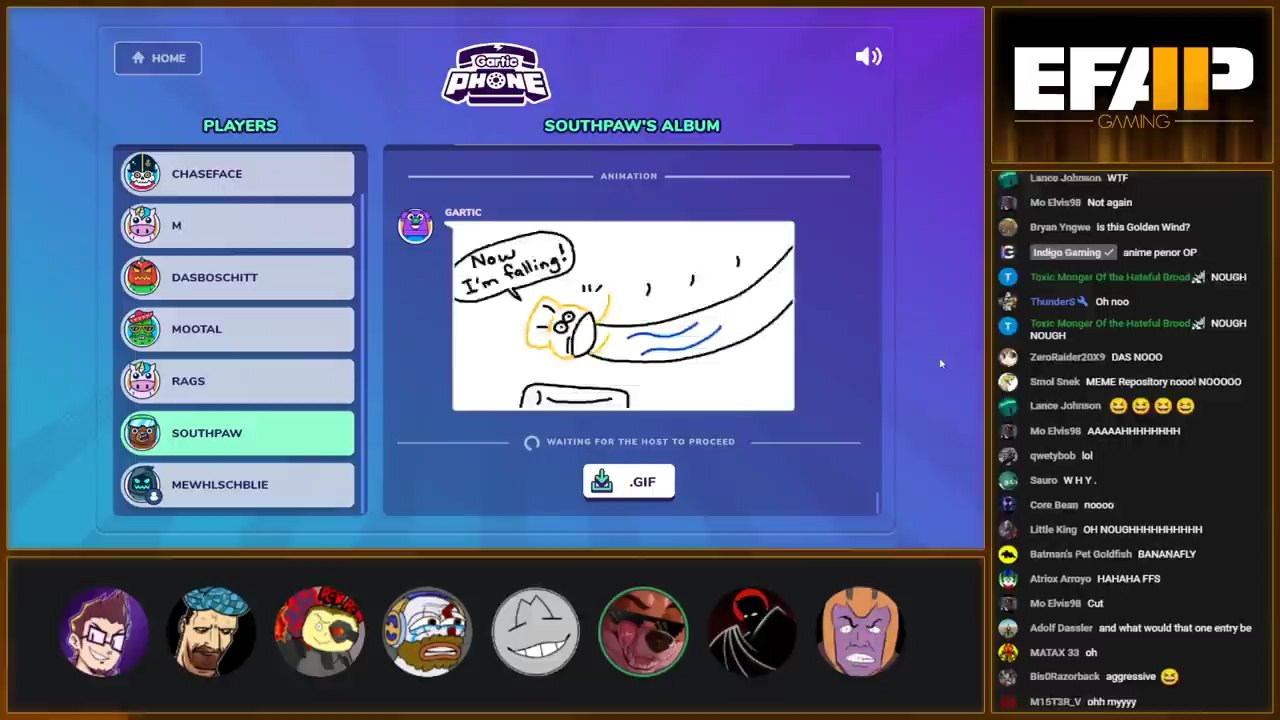 HOME
Gartic
PHONE
PLAYERS
CHASEFACE
M
DASBOSCHITT
MOOTAL
RAGS
SOUTHPAW
MEWHLSCHBLIE
SOUTHPAW'S ALBUM
ANIMATION
GARTIC
Now
I'm falling!
WAITING FOR THE HOST TO PROCEED
.GIF
EFAP
GAMING
Lance Johnson WTF
Mo Elvis98 Not again
Bryan Yngwe Is this Golden Wind?
Indigo Gaming ✓ anime penor OP
Toxic Monger Of the Hateful Brood NOUGH
ThunderS Oh noo
Toxic Monger Of the Hateful Brood NOUGH
NOUGH
ZeroRaider20X9 DAS NOOO
Smol Snek MEME Repository nooo! NOOOOO
Lance Johnson 😆 😆 😆 😆
Mo Elvis98 AAAAAHHHHHHHH
qwetybob lol
Sauro W H Y .
Core Bean noooo
Little King OH NOUGHHHHHHHHHH
Batman's Pet Goldfish BANANAFLY
Atriox Arroyo HAHAHA FFS
Mo Elvis98 Cut
Adolf Dassler and what would that one entry be
MATAX 33 oh
Bis0Razorback aggressive 😆
M15T3R_V ohh myyyy